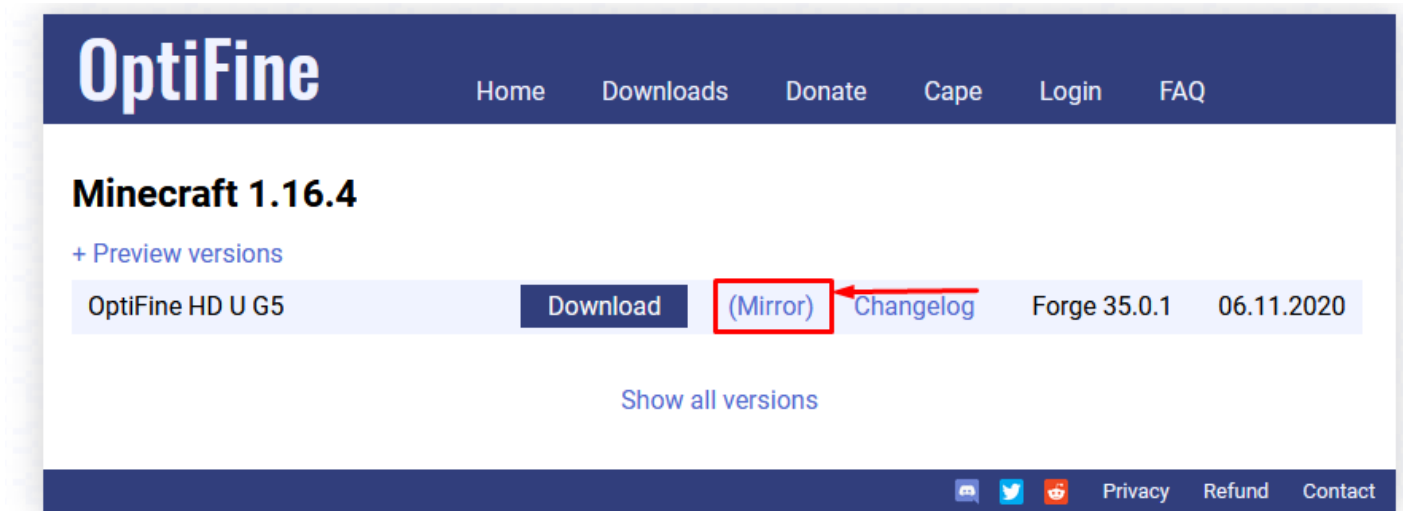 OptiFine
Home Downloads Donate Cape Login FAQ
Minecraft 1.16.4
+ Preview versions
OptiFine HD U G5 Download (Mirror) Changelog Forge 35.0.1 06.11.2020
Show all versions
Privacy Refund Contact